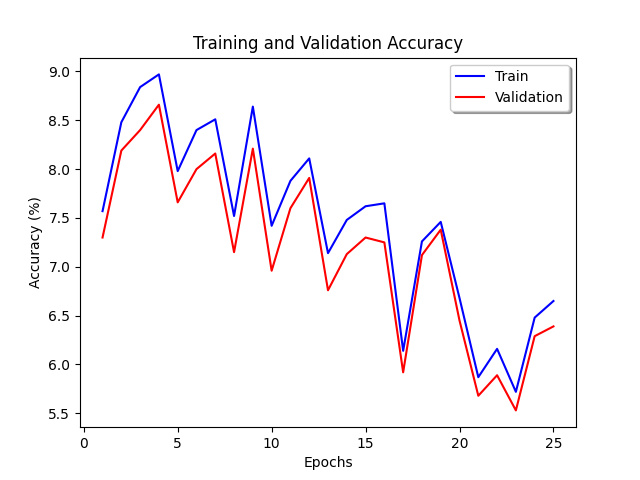 Training and Validation Accuracy
Train
Validation
Accuracy (%)
9.0
8.5
8.0
7.5
7.0
6.5
6.0
5.5
0 5 10 15 20 25
Epochs